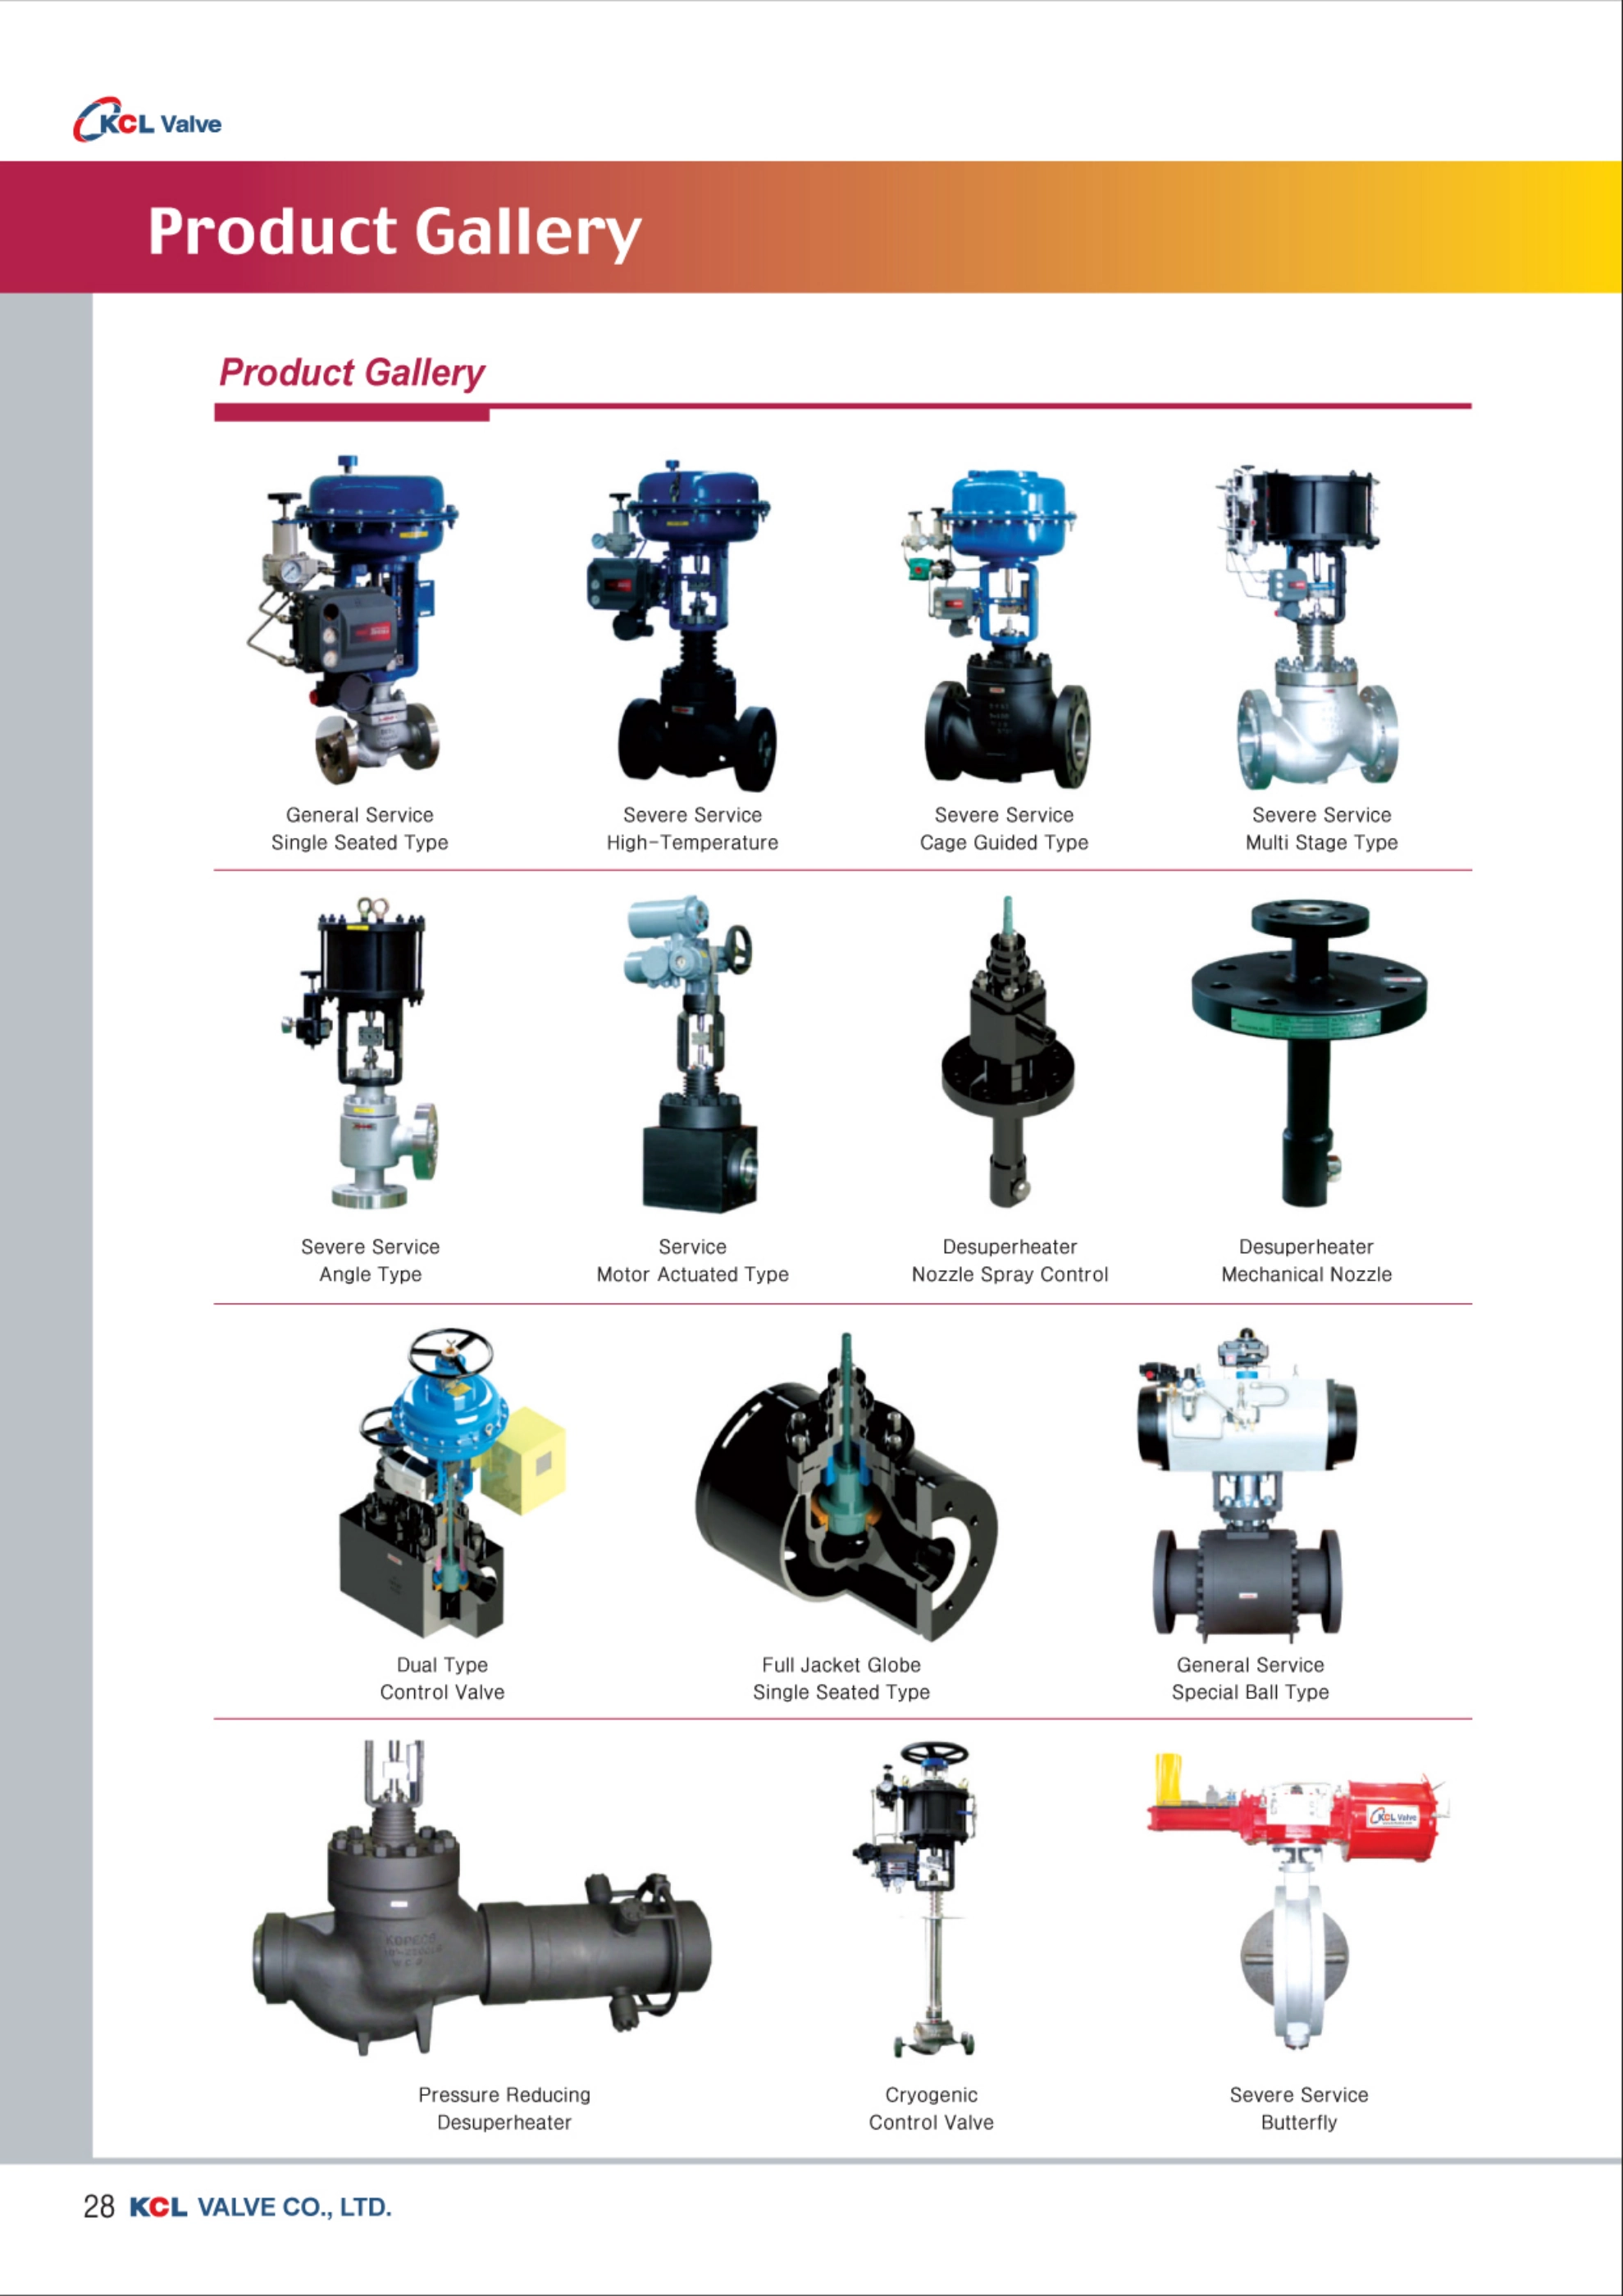 KCL Valve
Product Gallery
Product Gallery
General Service
Single Seated Type
Severe Service
High-Temperature
Severe Service
Cage Guided Type
Severe Service
Multi Stage Type
Severe Service
Angle Type
Service
Motor Actuated Type
Desuperheater
Nozzle Spray Control
Desuperheater
Mechanical Nozzle
Dual Type
Control Valve
Full Jacket Globe
Single Seated Type
General Service
Special Ball Type
KOPECS
KCL Valve
Pressure Reducing
Desuperheater
Cryogenic
Control Valve
Severe Service
Butterfly
28 KCL VALVE CO., LTD.